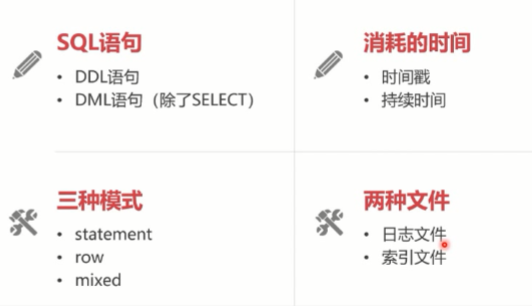 SQL语句
• DDL语句
• DML语句（除了SELECT）
消耗的时间
• 时间戳
• 持续时间
三种模式
• statement
• row
• mixed
两种文件
• 日志文件
• 索引文件